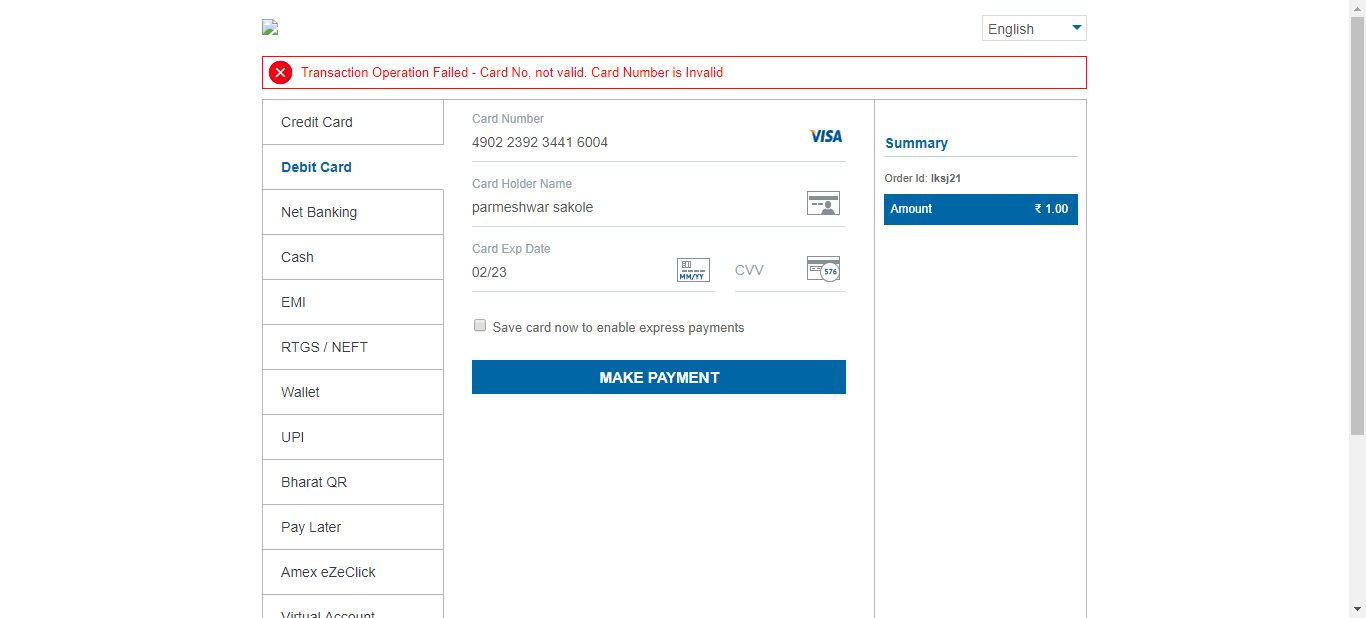 English
Transaction Operation Failed - Card No, not valid. Card Number is Invalid
Credit Card
Debit Card
Net Banking
Cash
EMI
RTGS / NEFT
Wallet
UPI
Bharat QR
Pay Later
Amex eZeClick
Virtual Account
Card Number
4902 2392 3441 6004
VISA
Card Holder Name
parmeshwar sakole
Card Exp Date
02/23
MM/YY
CVV
576
Save card now to enable express payments
MAKE PAYMENT
Summary
Order Id: lksj21
Amount ₹ 1.00